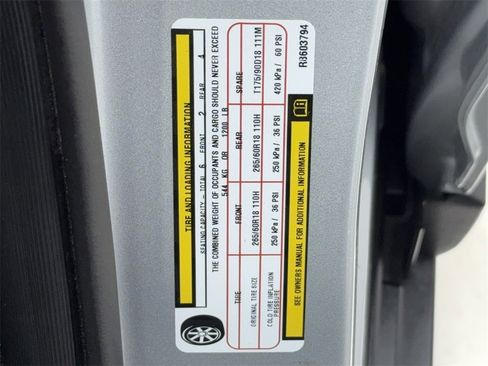 TIRE AND LOADING INFORMATION
SEATING CAPACITY - TOTAL 6 FRONT 2 REAR 4
THE COMBINED WEIGHT OF OCCUPANTS AND CARGO SHOULD NEVER EXCEED
544 KG OR 1200 LB
TIRE FRONT REAR SPARE
ORIGINAL TIRE SIZE 265/60R18 110H 265/60R18 110H T175/90D18 111M
COLD TIRE INFLATION PRESSURE 250 kPa / 36 PSI 250 kPa / 36 PSI 420 kPa / 60 PSI
SEE OWNERS MANUAL FOR ADDITIONAL INFORMATION
R8603794